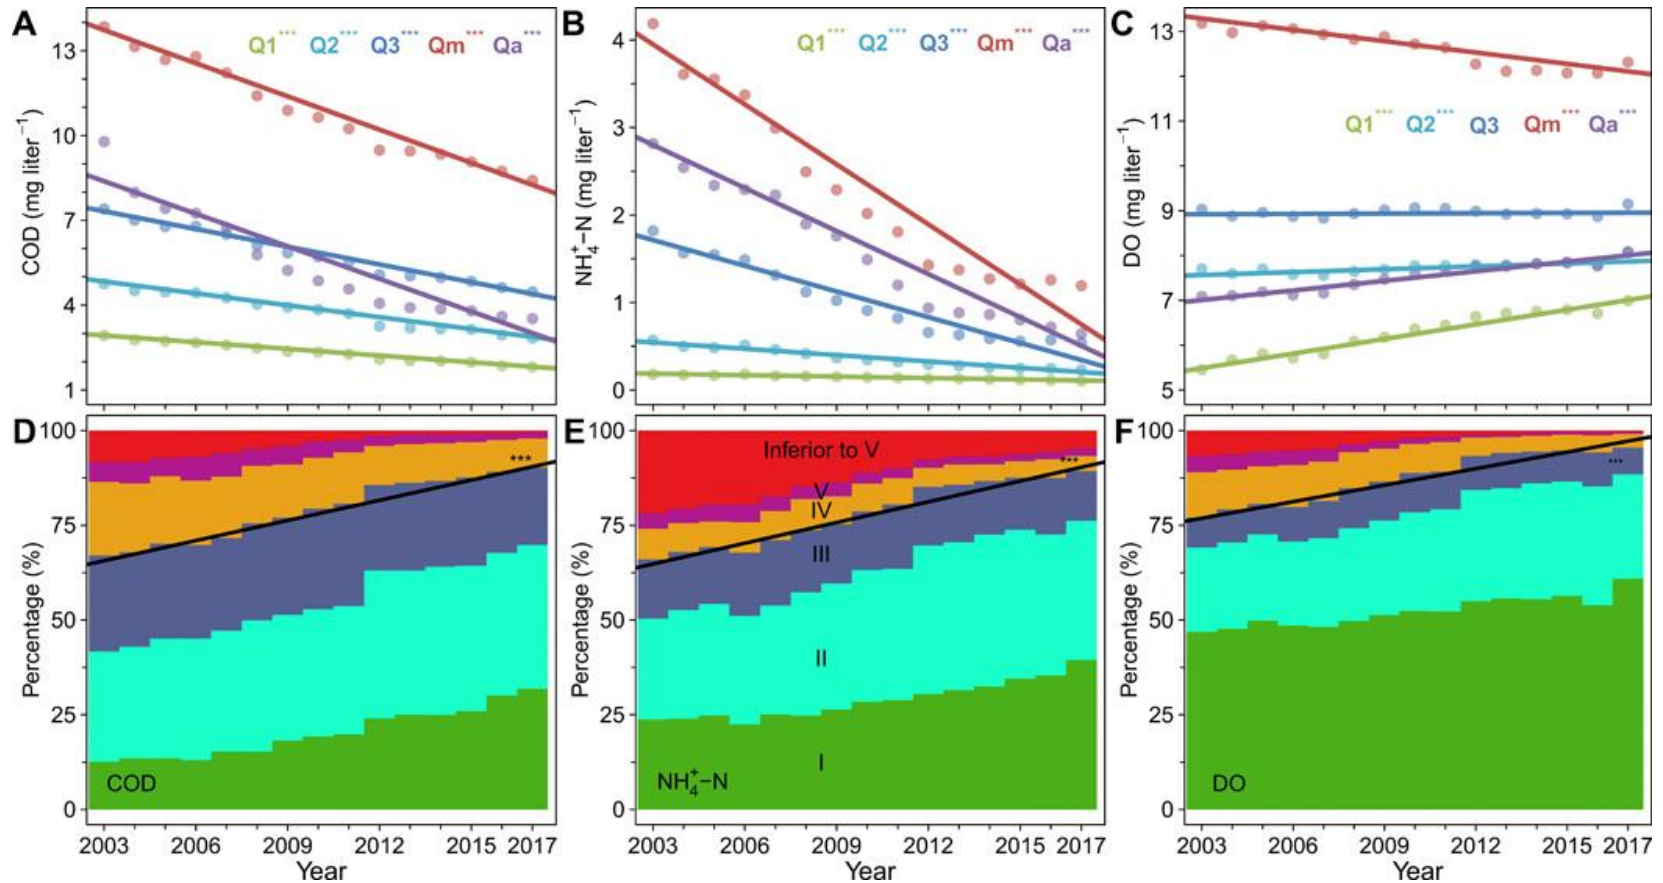 A
COD (mg liter−1)
13
10
7
4
1
Q1*** Q2*** Q3*** Qm*** Qa***
B
NH4+−N (mg liter−1)
4
3
2
1
0
Q1*** Q2*** Q3*** Qm*** Qa***
C
DO (mg liter−1)
13
11
9
7
5
Q1*** Q2*** Q3 Qm*** Qa***
D
Percentage (%)
100
75
50
25
0
***
COD
2003 2006 2009 2012 2015 2017
Year
E
Percentage (%)
100
75
50
25
0
Inferior to V
***
V
IV
III
II
I
NH4+−N
2003 2006 2009 2012 2015 2017
Year
F
Percentage (%)
100
75
50
25
0
***
DO
2003 2006 2009 2012 2015 2017
Year